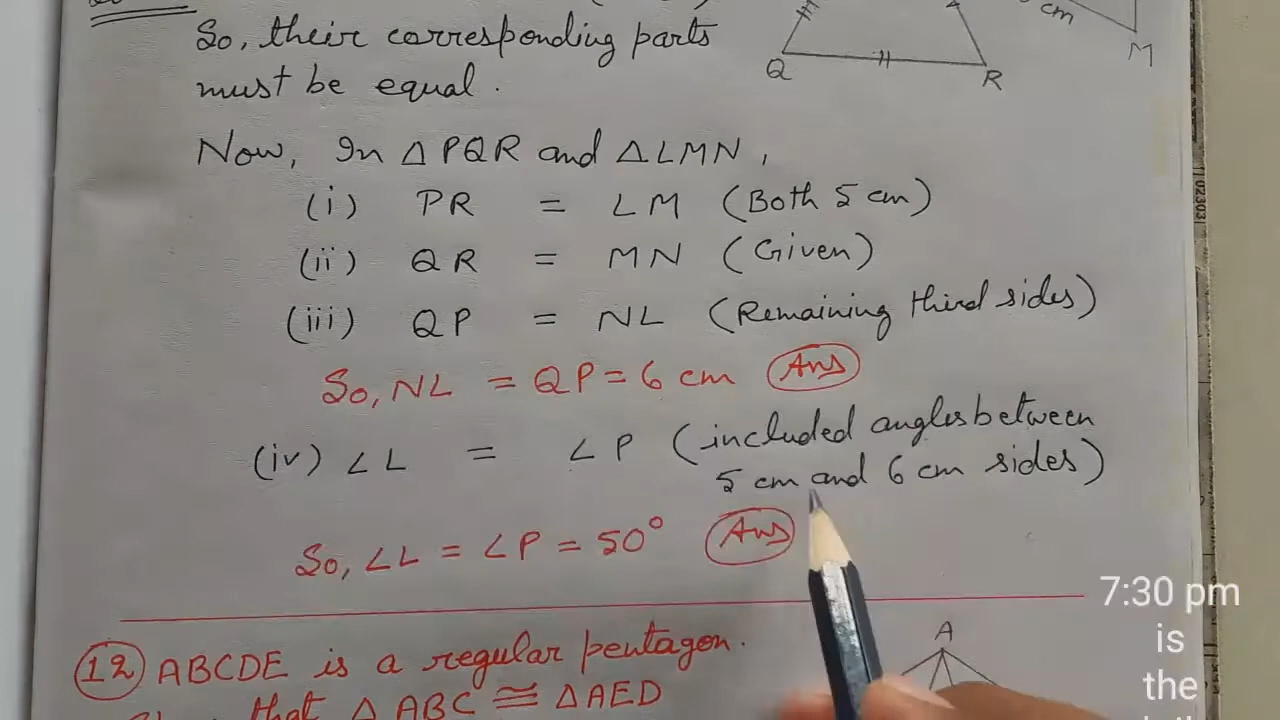 So, their corresponding parts
must be equal.
Q
R
cm
M
Now, In △PQR and △LMN,
(i) PR = LM (Both 5 cm)
(ii) QR = MN (Given)
(iii) QP = NL (Remaining third sides)
So, NL = QP = 6 cm Ans
(iv) ∠L = ∠P (included angles between
5 cm and 6 cm sides)
So, ∠L = ∠P = 50° Ans
12 ABCDE is a regular pentagon.
that △ABC ≅ △AED
A
02303
7:30 pm
is
the